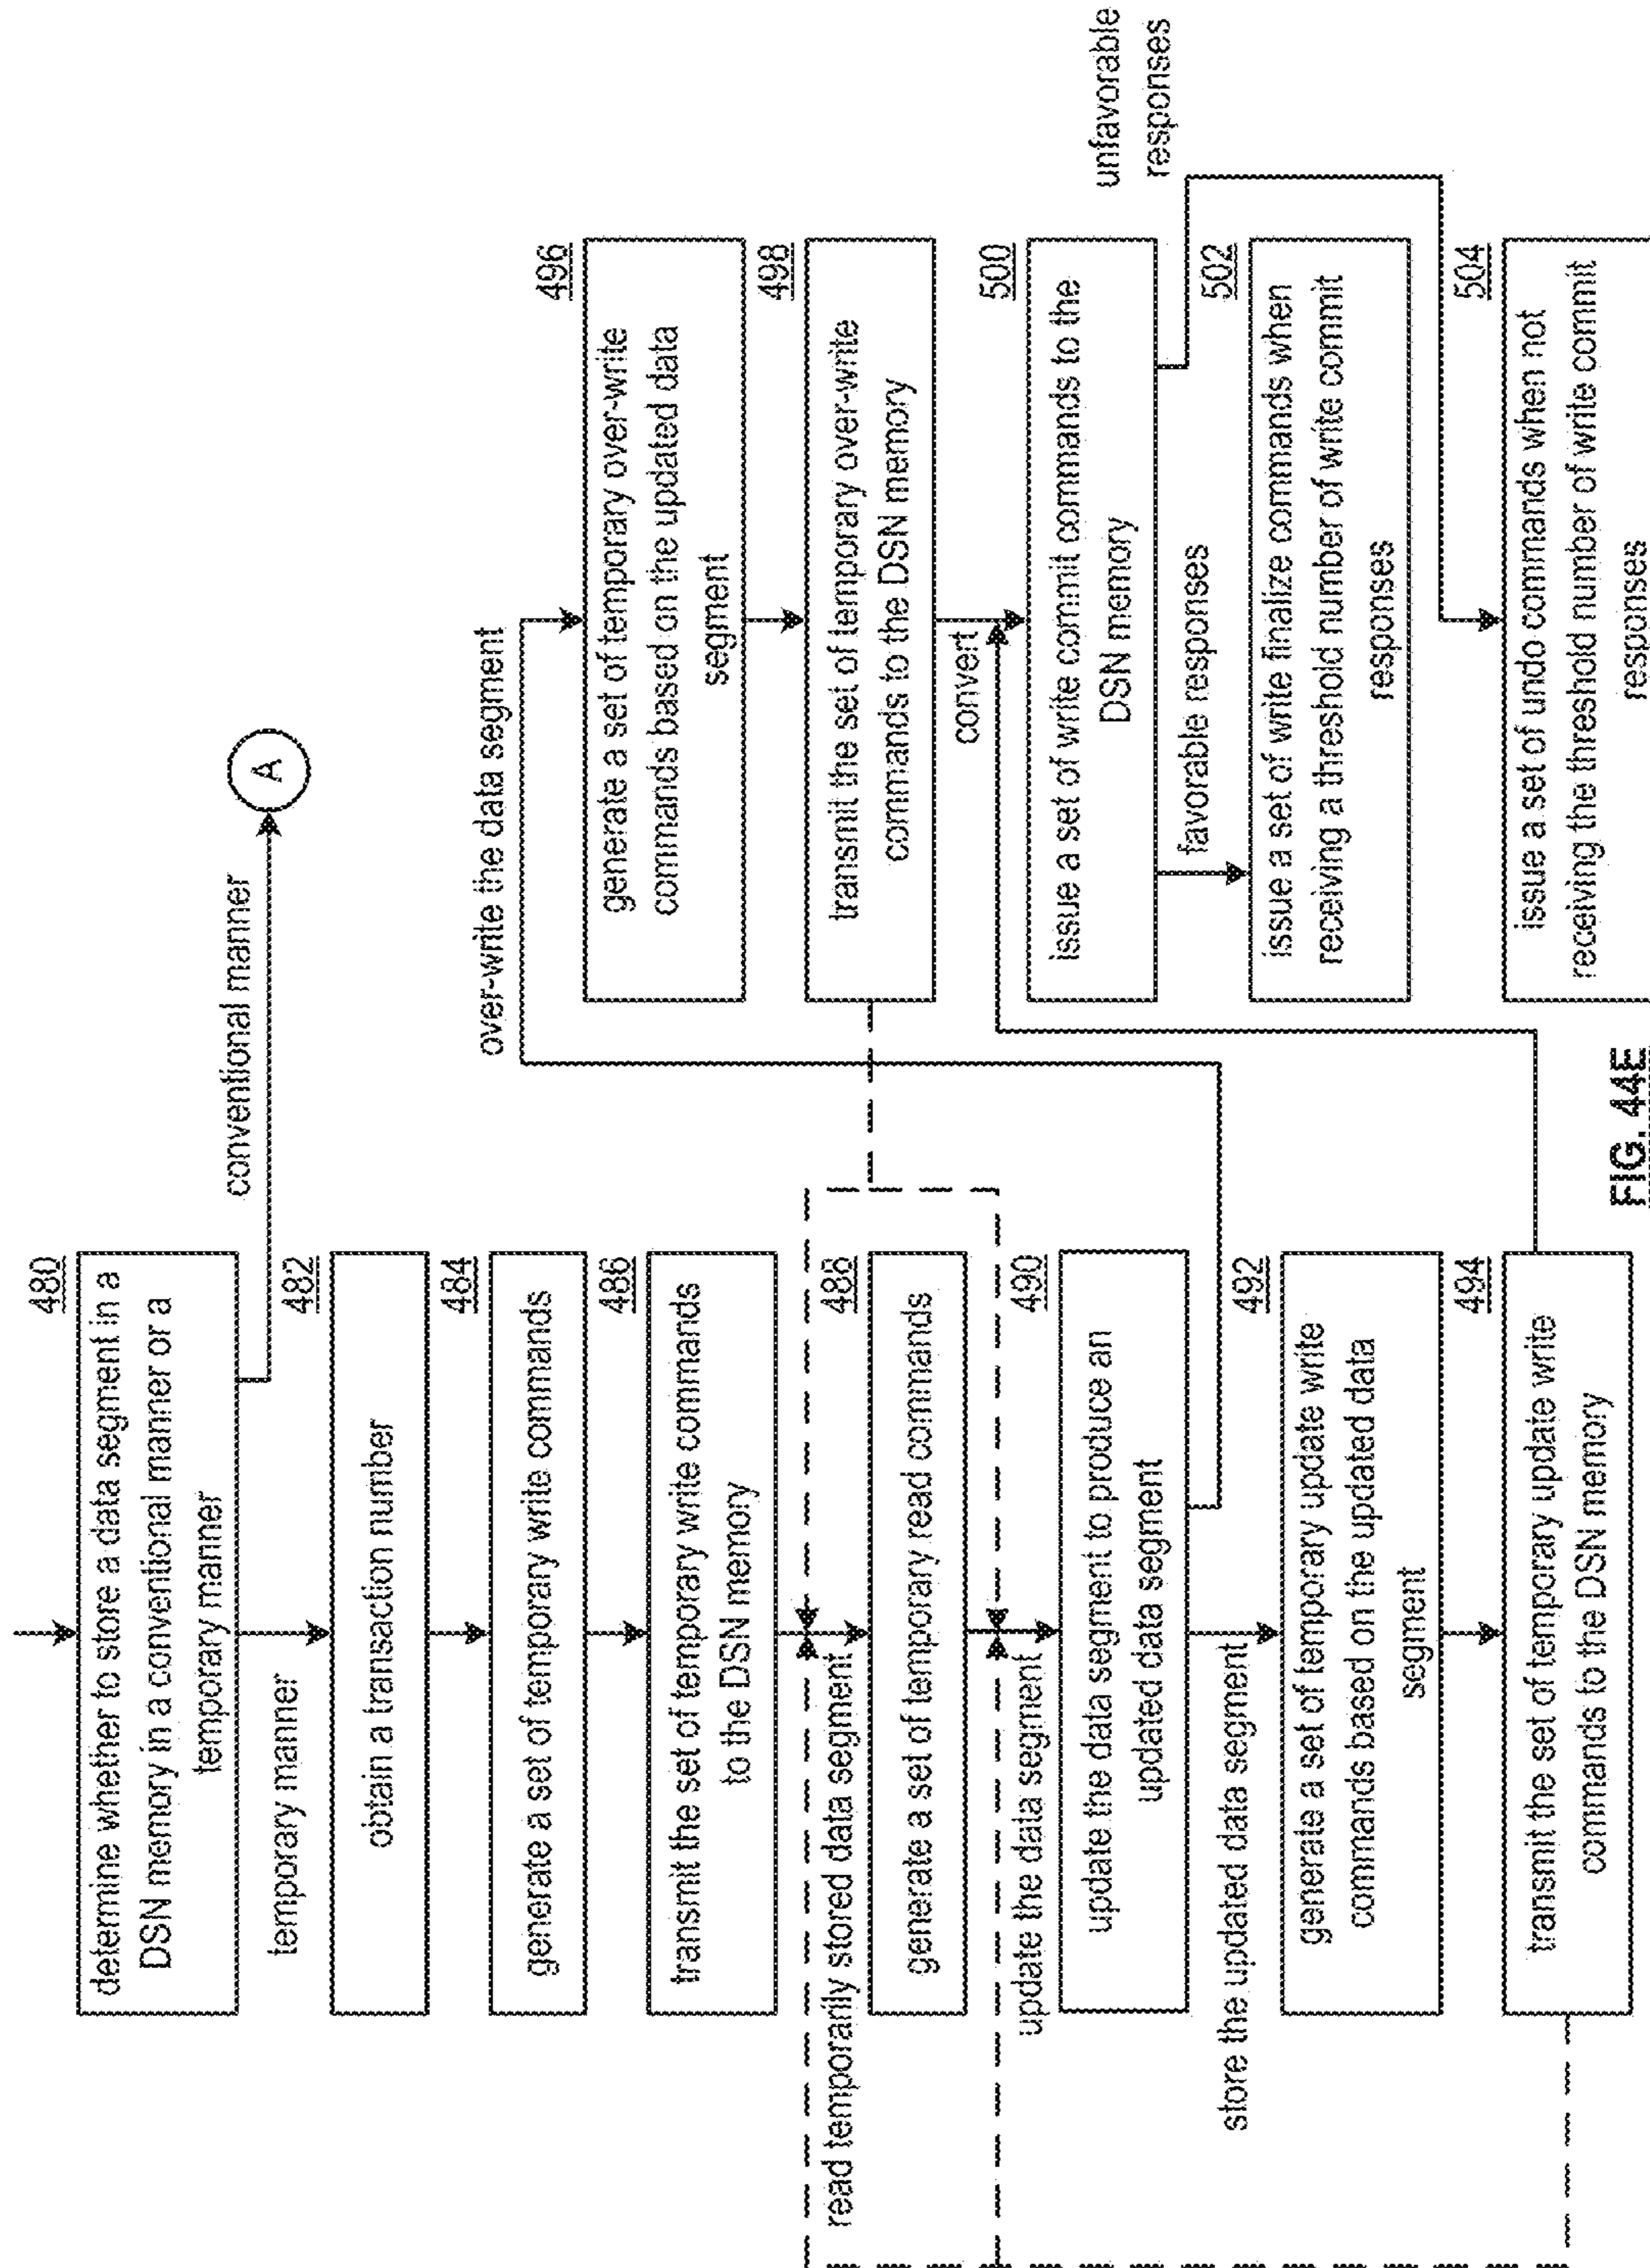 480
determine whether to store a data segment in a
DSN memory in a conventional manner or a
temporary manner
conventional manner
A
temporary manner
482
obtain a transaction number
484
generate a set of temporary write commands
486
transmit the set of temporary write commands
to the DSN memory
read temporarily stored data segment
488
generate a set of temporary read commands
update the data segment
490
update the data segment to produce an
updated data segment
store the updated data segment
492
generate a set of temporary update write
commands based on the updated data
segment
494
transmit the set of temporary update write
commands to the DSN memory
over-write the data segment
496
generate a set of temporary over-write
commands based on the updated data
segment
498
transmit the set of temporary over-write
commands to the DSN memory
convert
500
issue a set of write commit commands to the
DSN memory
favorable responses
unfavorable
responses
502
issue a set of write finalize commands when
receiving a threshold number of write commit
responses
504
issue a set of undo commands when not
receiving the threshold number of write commit
responses
FIG. 44E